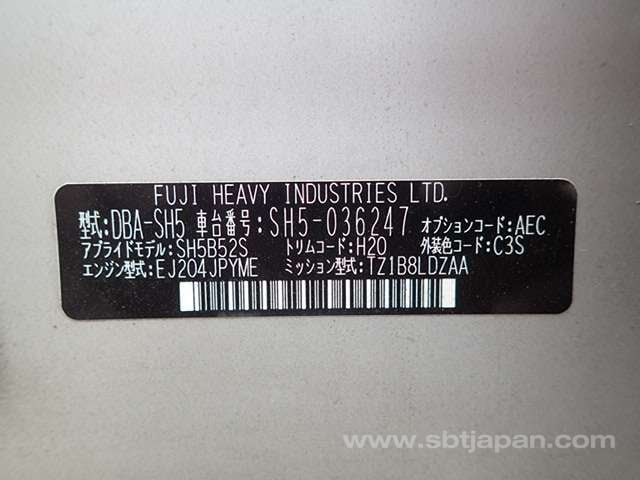 FUJI HEAVY INDUSTRIES LTD.
型式:DBA-SH5 車台番号:SH5-036247 オプションコード:AEC
アプライドモデル:SH5B52S トリムコード:H20 外装色コード:C3S
エンジン型式:EJ204JPYME ミッション型式:TZ1B8LDZAA
www.sbtjapan.com